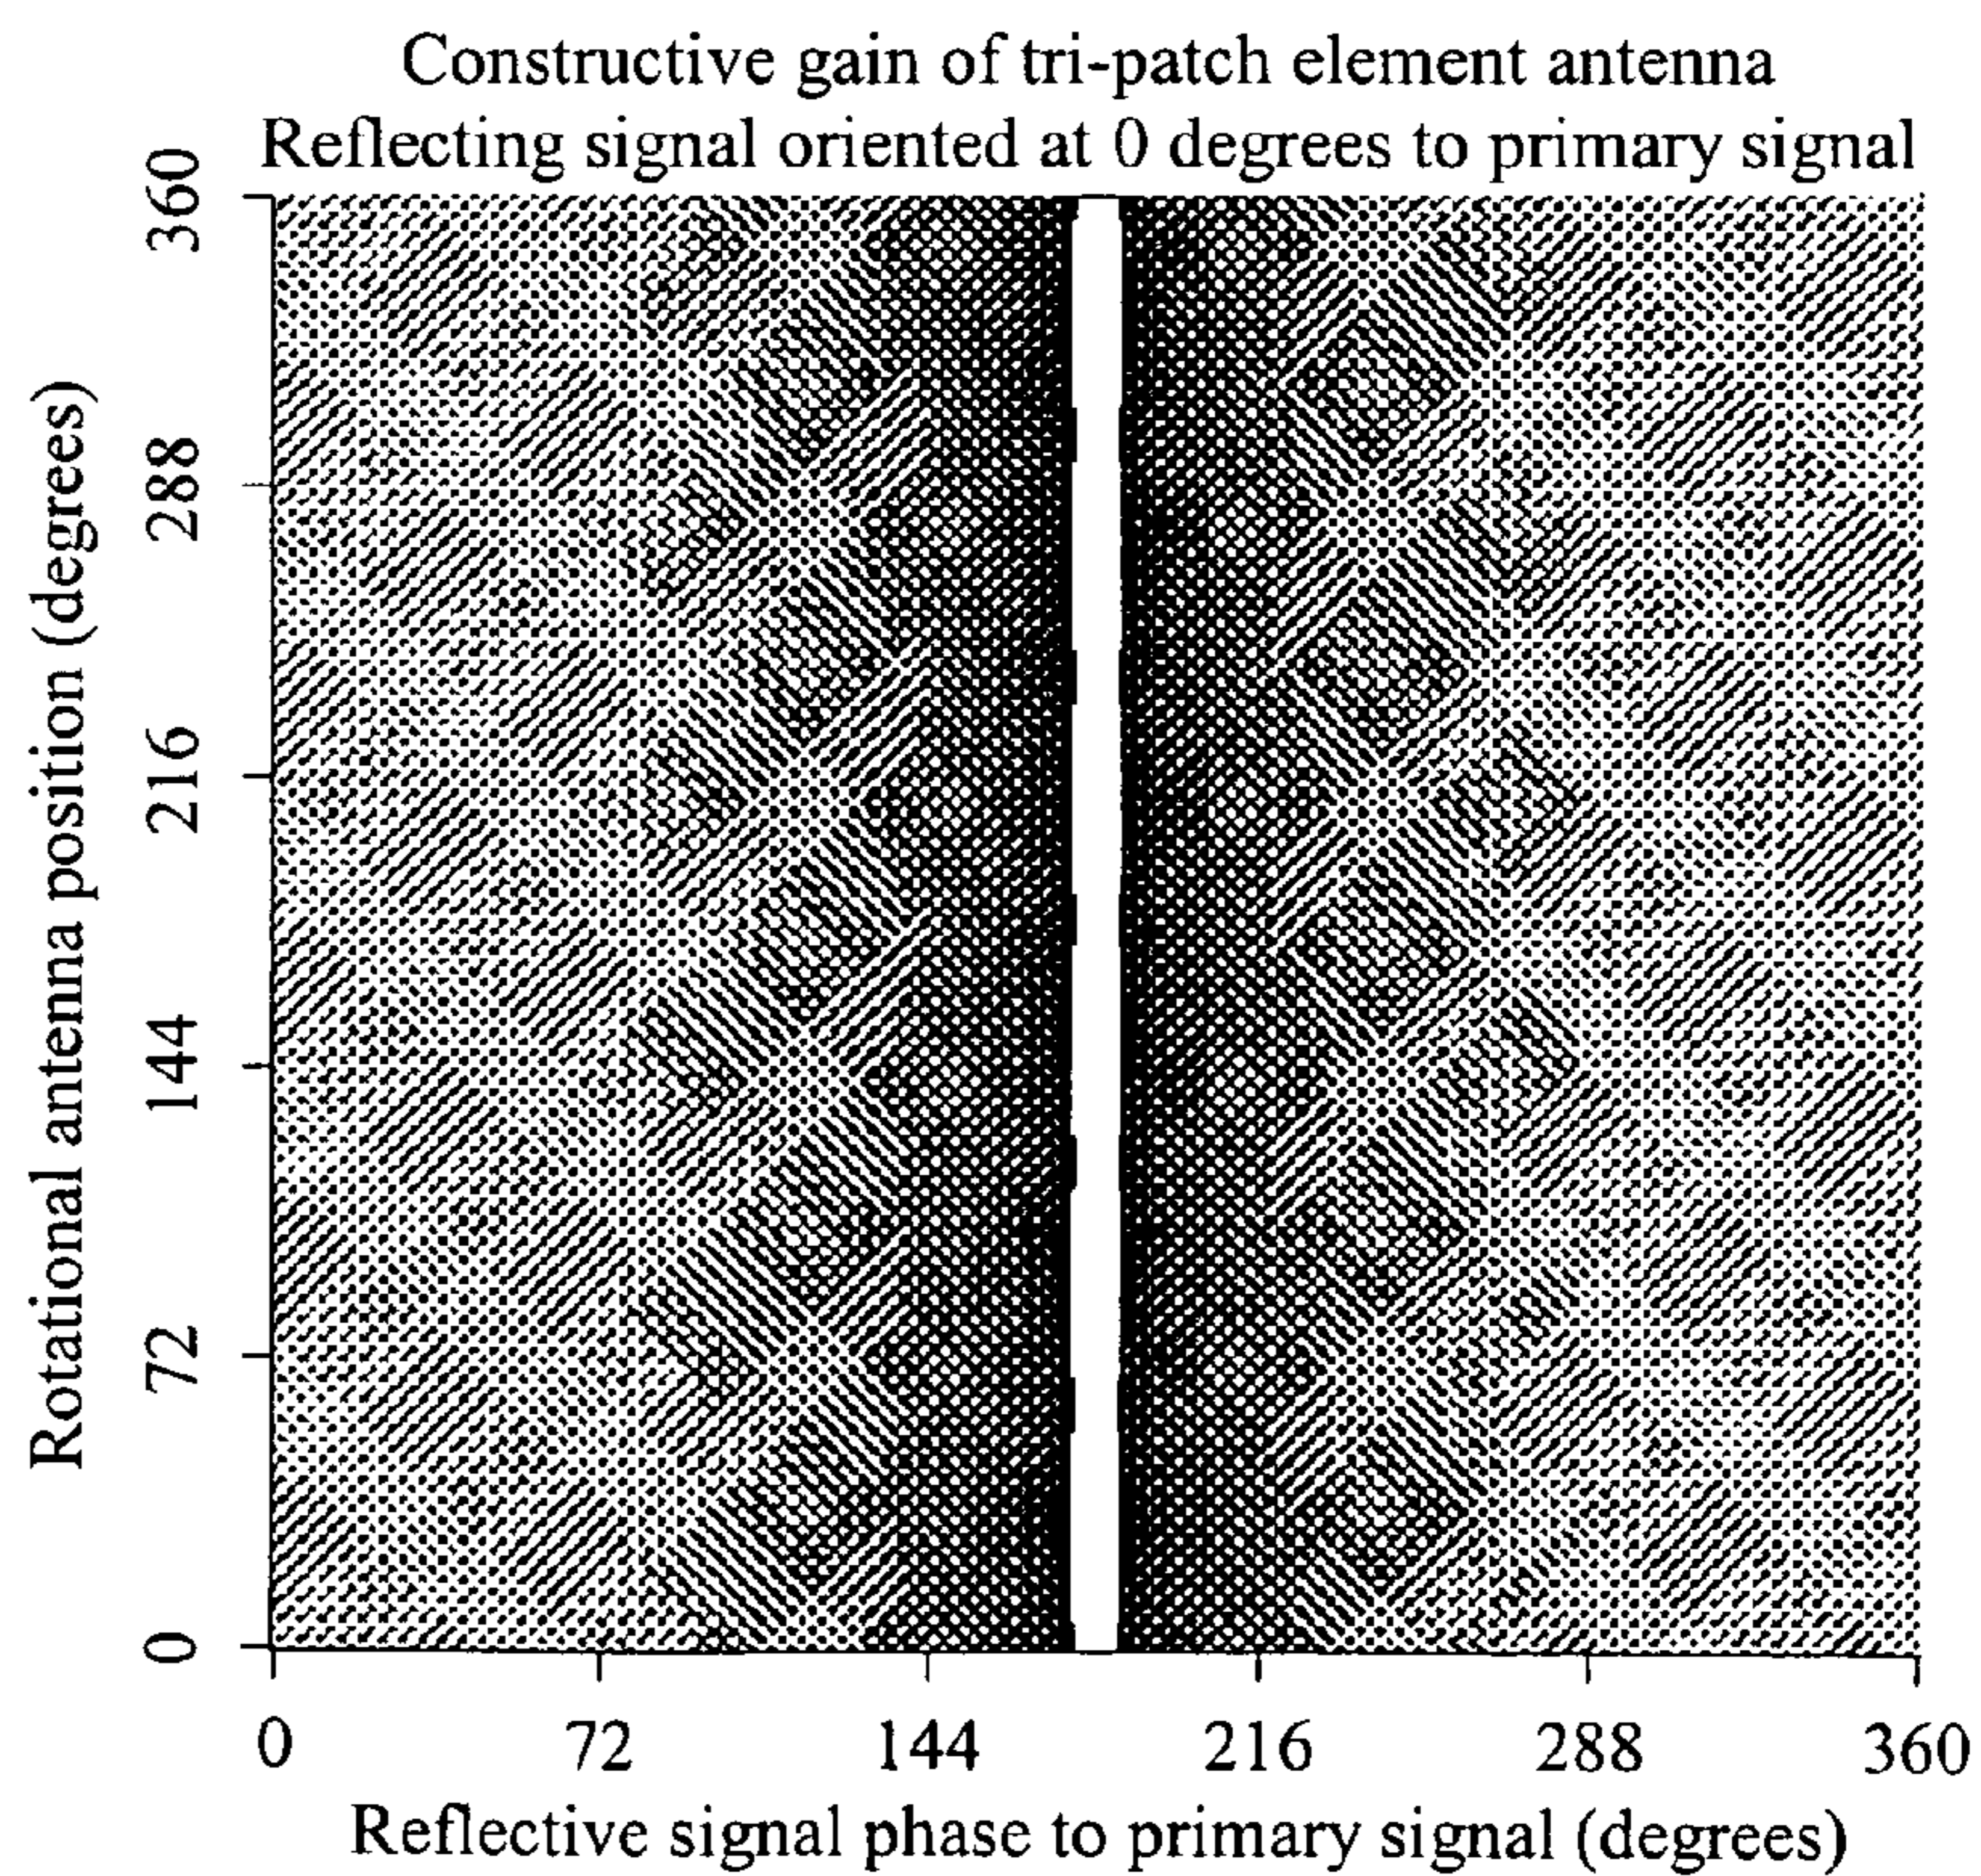 Constructive gain of tri-patch element antenna
Reflecting signal oriented at 0 degrees to primary signal
Rotational antenna position (degrees)
360
288
216
144
72
0
0 72 144 216 288 360
Reflective signal phase to primary signal (degrees)